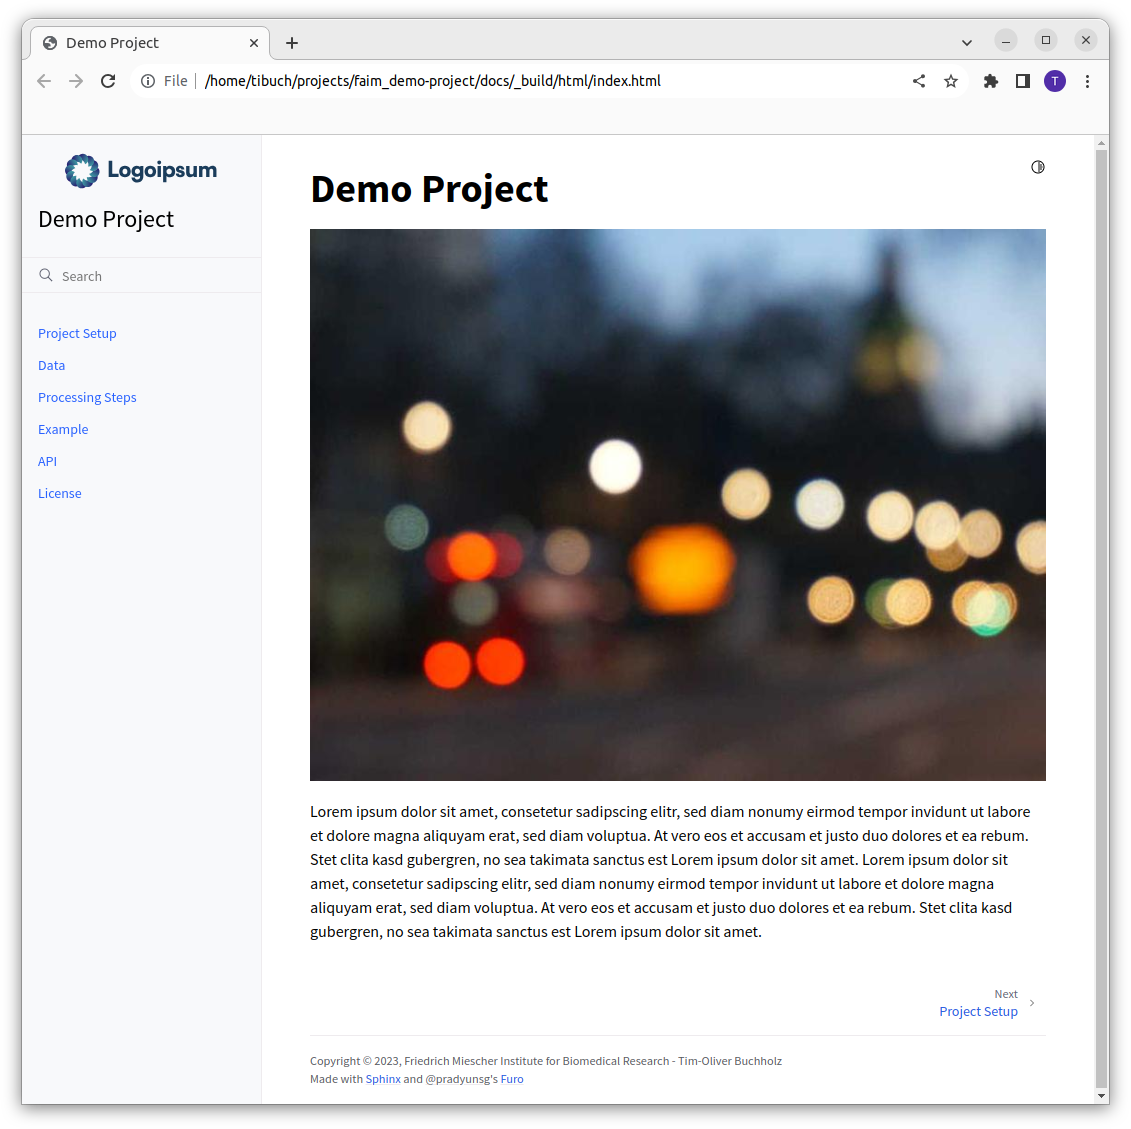 Demo Project
File
/home/tibuch/projects/faim_demo-project/docs/_build/html/index.html
T
Logoipsum
Demo Project
Search
Project Setup
Data
Processing Steps
Example
API
License
Demo Project
Lorem ipsum dolor sit amet, consetetur sadipscing elitr, sed diam nonumy eirmod tempor invidunt ut labore
et dolore magna aliquyam erat, sed diam voluptua. At vero eos et accusam et justo duo dolores et ea rebum.
Stet clita kasd gubergren, no sea takimata sanctus est Lorem ipsum dolor sit amet. Lorem ipsum dolor sit
amet, consetetur sadipscing elitr, sed diam nonumy eirmod tempor invidunt ut labore et dolore magna
aliquyam erat, sed diam voluptua. At vero eos et accusam et justo duo dolores et ea rebum. Stet clita kasd
gubergren, no sea takimata sanctus est Lorem ipsum dolor sit amet.
Next
Project Setup
Copyright © 2023, Friedrich Miescher Institute for Biomedical Research - Tim-Oliver Buchholz
Made with Sphinx and @pradyunsg's Furo